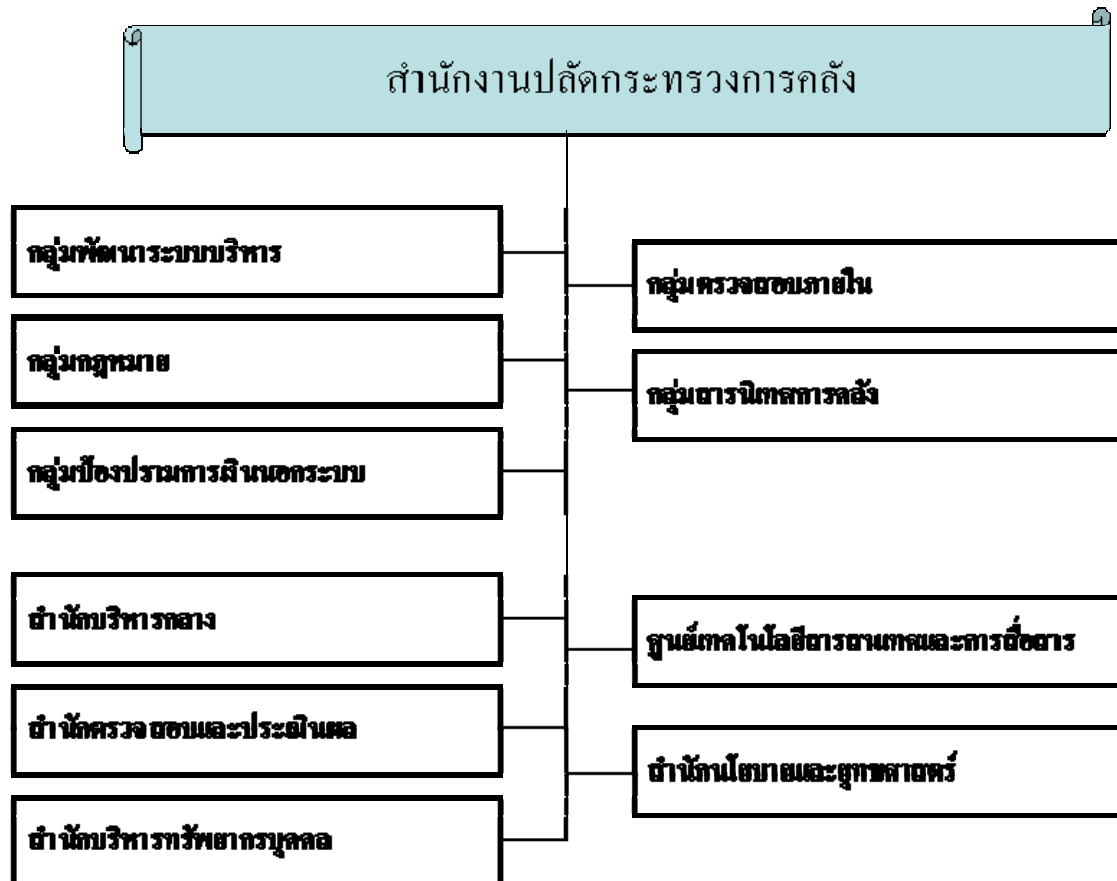 สำนักงานปลัดกระทรวงการคลัง
กลุ่มพัฒนาระบบบริหาร
กลุ่มตรวจสอบภายใน
กลุ่มกฎหมาย
กลุ่มสารนิเทศการคลัง
กลุ่มป้องปรามการเงินนอกระบบ
สำนักบริหารกลาง
ศูนย์เทคโนโลยีสารสนเทศและการสื่อสาร
สำนักตรวจสอบและประเมินผล
สำนักนโยบายและยุทธศาสตร์
สำนักบริหารทรัพยากรบุคคล